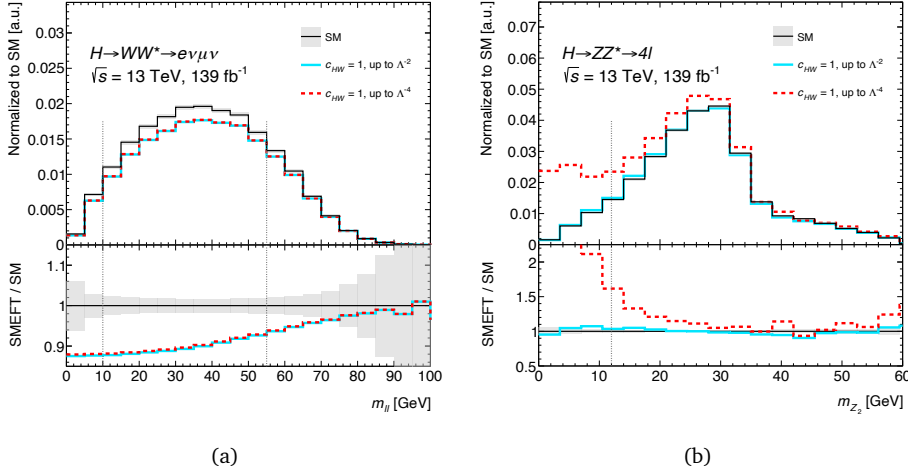 Normalized to SM [a.u.]
0.03
0.025
0.02
0.015
0.01
0.005
0
H→WW*→eνμν
√s = 13 TeV, 139 fb⁻¹
SM
c_HW = 1, up to Λ⁻²
c_HW = 1, up to Λ⁻⁴
SMEFT / SM
1.1
1
0.9
0 10 20 30 40 50 60 70 80 90 100
m_ll [GeV]
(a)
Normalized to SM [a.u.]
0.07
0.06
0.05
0.04
0.03
0.02
0.01
0
H→ZZ*→4l
√s = 13 TeV, 139 fb⁻¹
SM
c_HW = 1, up to Λ⁻²
c_HW = 1, up to Λ⁻⁴
SMEFT / SM
2
1.5
1
0.5
0 10 20 30 40 50 60
m_Z₂ [GeV]
(b)